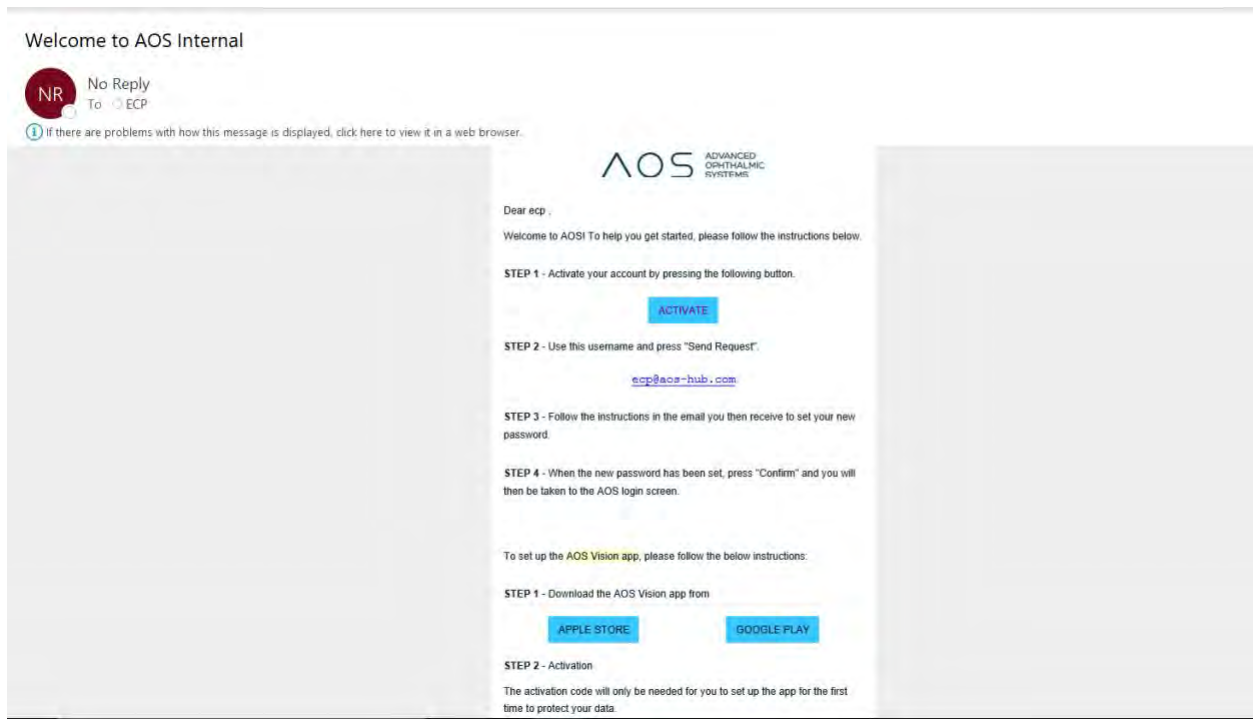 Welcome to AOS Internal
NR
No Reply
To ECP
If there are problems with how this message is displayed, click here to view it in a web browser.
AOS ADVANCED
OPHTHALMIC
SYSTEMS
Dear ecp ,
Welcome to AOS! To help you get started, please follow the instructions below.
STEP 1 - Activate your account by pressing the following button.
ACTIVATE
STEP 2 - Use this username and press "Send Request".
ecp@aos-hub.com
STEP 3 - Follow the instructions in the email you then receive to set your new
password.
STEP 4 - When the new password has been set, press "Confirm" and you will
then be taken to the AOS login screen.
To set up the AOS Vision app, please follow the below instructions:
STEP 1 - Download the AOS Vision app from
APPLE STORE GOOGLE PLAY
STEP 2 - Activation
The activation code will only be needed for you to set up the app for the first
time to protect your data.